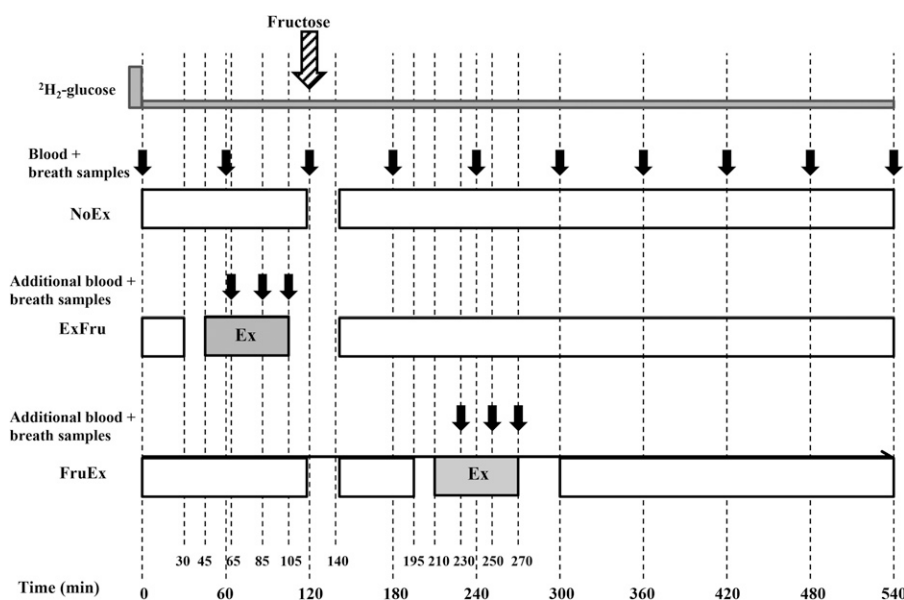 Fructose
²H₂-glucose
Blood +
breath samples
NoEx
Additional blood +
breath samples
ExFru
Ex
Additional blood +
breath samples
FruEx
Ex
30 45 65 85 105 140 195 210 230 250 270
Time (min) 0 60 120 180 240 300 360 420 480 540